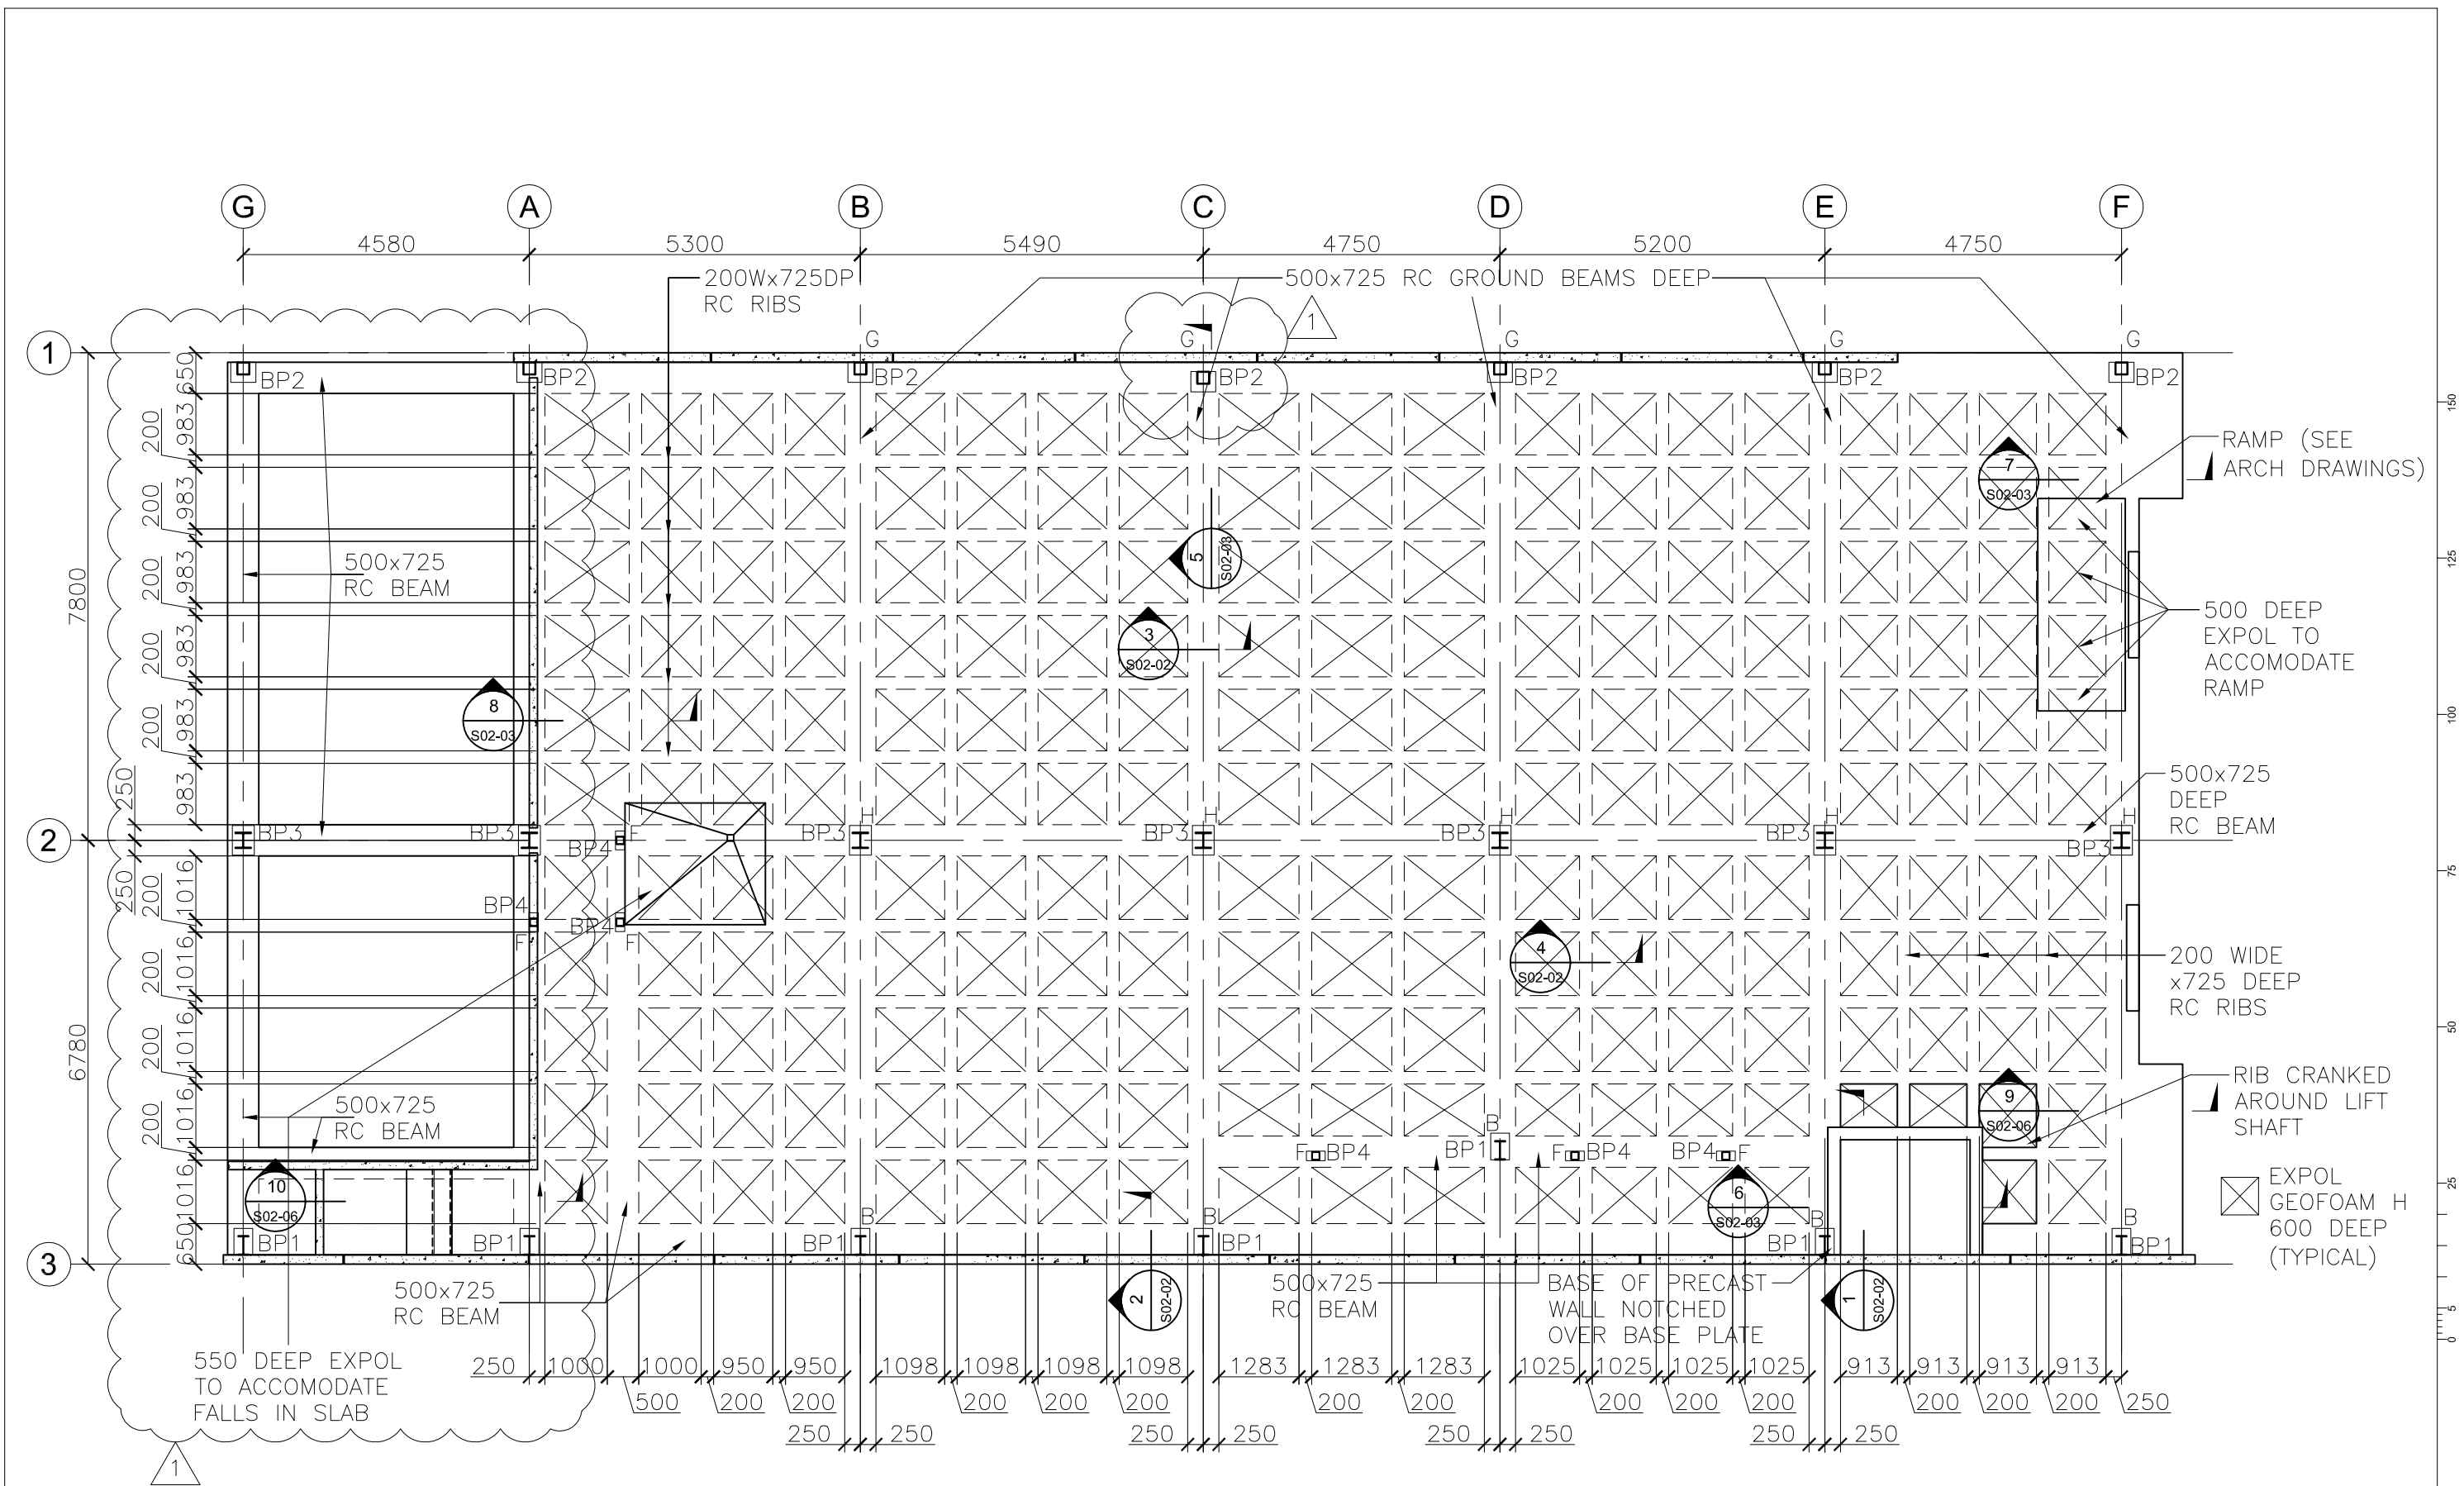 G A B C D E F
4580 5300 5490 4750 5200 4750
200Wx725DP
RC RIBS
500x725 RC GROUND BEAMS DEEP
1
1
G G G G G
BP2 BP2 BP2 BP2 BP2 BP2 BP2
650
983
200
983
200
983
200
983
200
983
200
983
250
7800
RAMP (SEE
ARCH DRAWINGS)
7
S02-03
500x725
RC BEAM
5
S02-03
3
S02-02
8
S02-03
500 DEEP
EXPOL TO
ACCOMODATE
RAMP
500x725
DEEP
RC BEAM
2
BP3 BP3 BP3 BP3 BP3 BP3 BP3
H H H H H
BP4 F
F
BP4
F
BP4
F
250
1016
200
1016
200
1016
200
1016
200
1016
650
6780
4
S02-02
200 WIDE
x725 DEEP
RC RIBS
500x725
RC BEAM
9
S02-06
RIB CRANKED
AROUND LIFT
SHAFT
B
BP1
F BP4
F BP4
BP4 F
10
S02-06
6
S02-03
EXPOL
GEOFOAM H
600 DEEP
(TYPICAL)
3
BP1 BP1 BP1 BP1 BP1 BP1
B B B B
500x725
RC BEAM
2
S02-02
500x725
RC BEAM
BASE OF PRECAST
WALL NOTCHED
OVER BASE PLATE
1
S02-02
550 DEEP EXPOL
TO ACCOMODATE
FALLS IN SLAB
250 1000 1000 950 950 1098 1098 1098 1098 1283 1283 1283 1025 1025 1025 1025 913 913 913 913
500 200 200 200 200 200 200 200 200 200 200 200 200 200 250
250 250 250 250 250 250 250 250
1
150
125
100
75
50
25
5
0